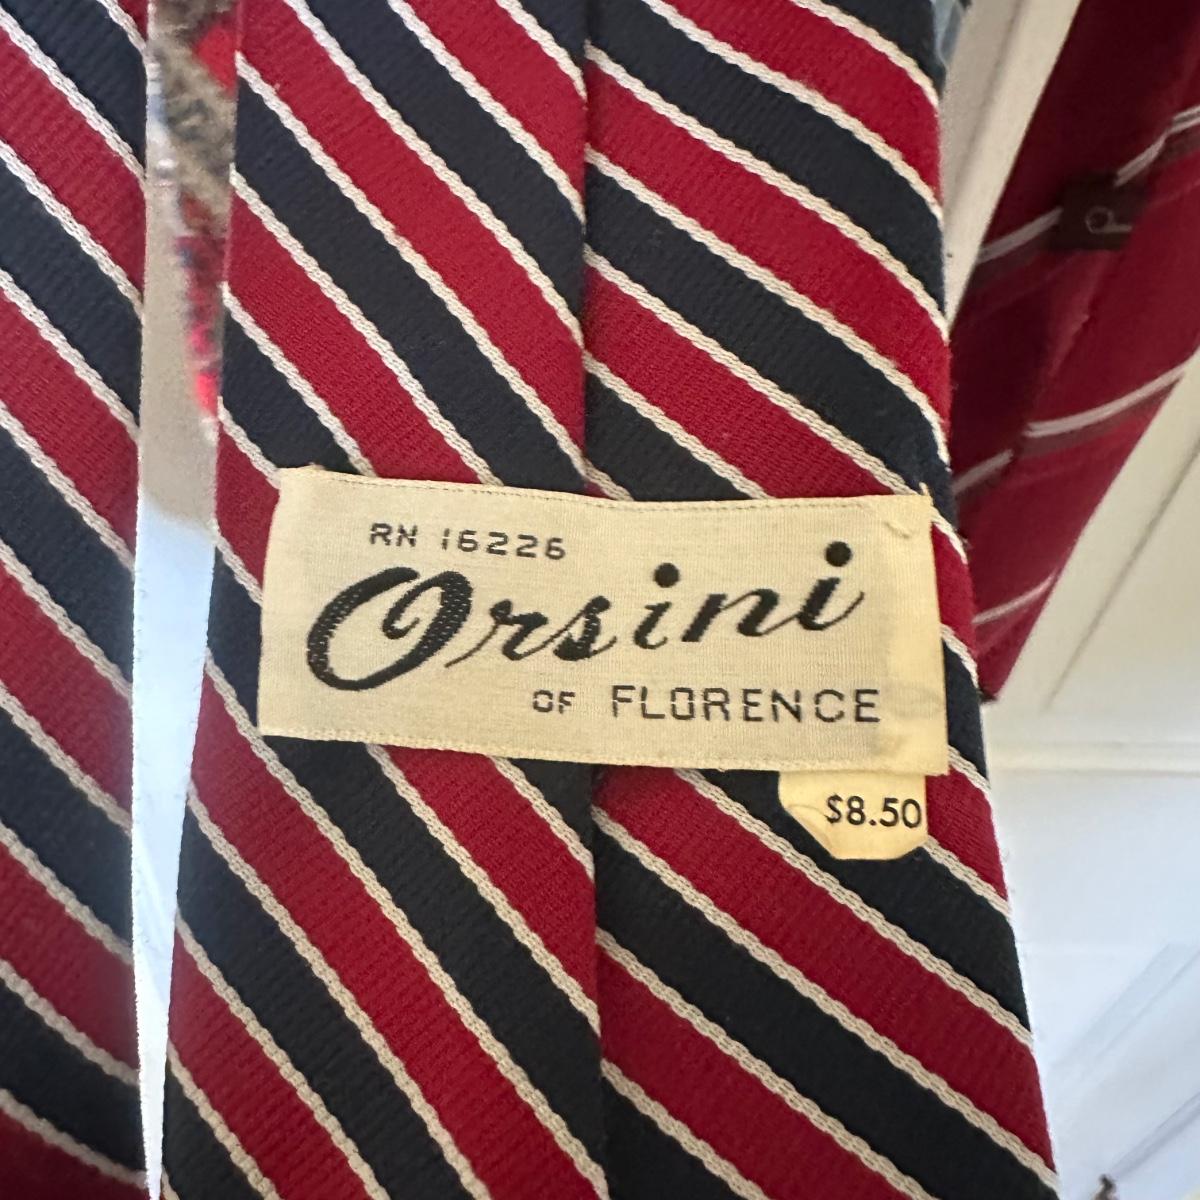 RN 16226
Orsini
OF FLORENCE
$8.50